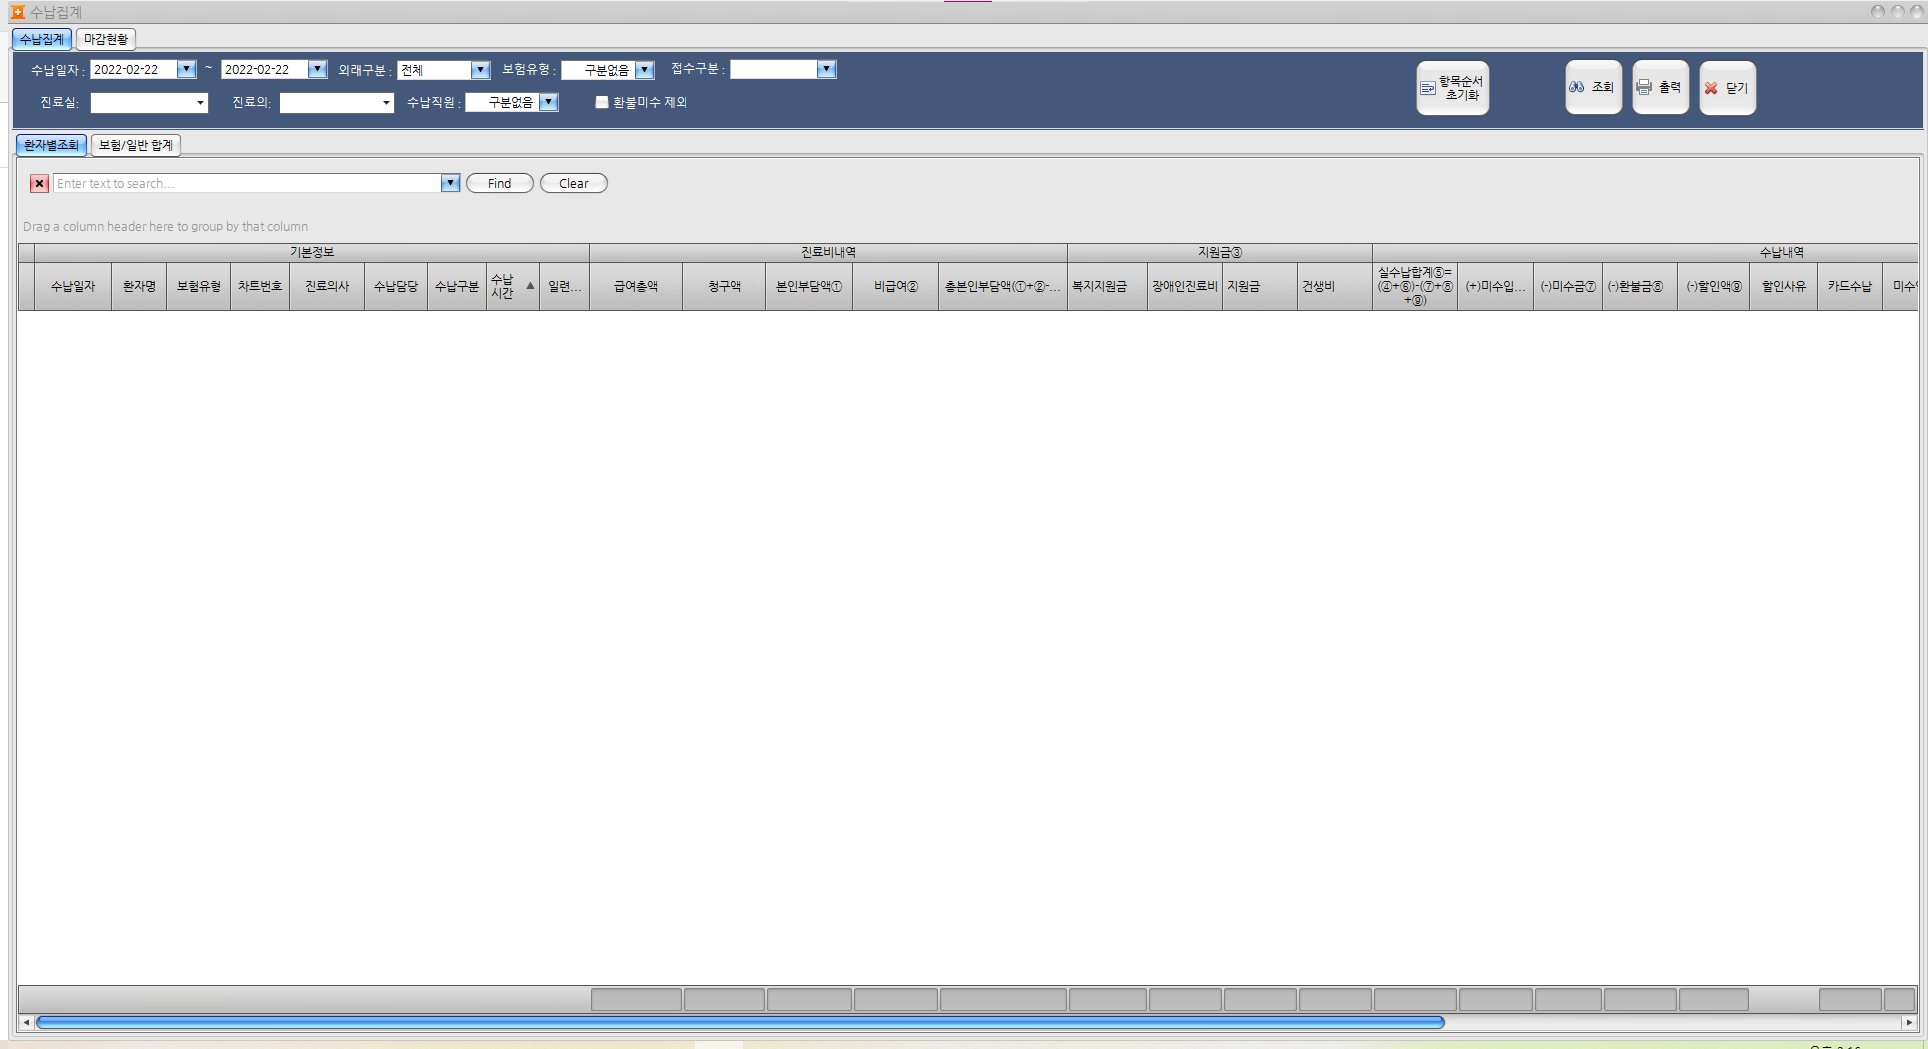 수납집계
수납집계 마감현황
수납일자 : 2022-02-22 ~ 2022-02-22 외래구분 : 전체 보험유형 : 구분없음 접수구분 :
진료실: 진료의: 수납직원 : 구분없음 환불미수 제외
항목순서
초기화
조회 출력 닫기
환자별조회 보험/일반 합계
Enter text to search... Find Clear
Drag a column header here to group by that column
기본정보 진료비내역 지원금③ 수납내역
수납일자 환자명 보험유형 차트번호 진료의사 수납담당 수납구분 수납
시간 일련... 급여총액 청구액 본인부담액① 비급여② 총본인부담액(①+②-... 복지지원금 장애인진료비 지원금 건생비 실수납합계⑤=
(④+⑥)-(⑦+⑧
+⑨) (+)미수입... (-)미수금⑦ (-)환불금⑧ (-)할인액⑨ 할인사유 카드수납